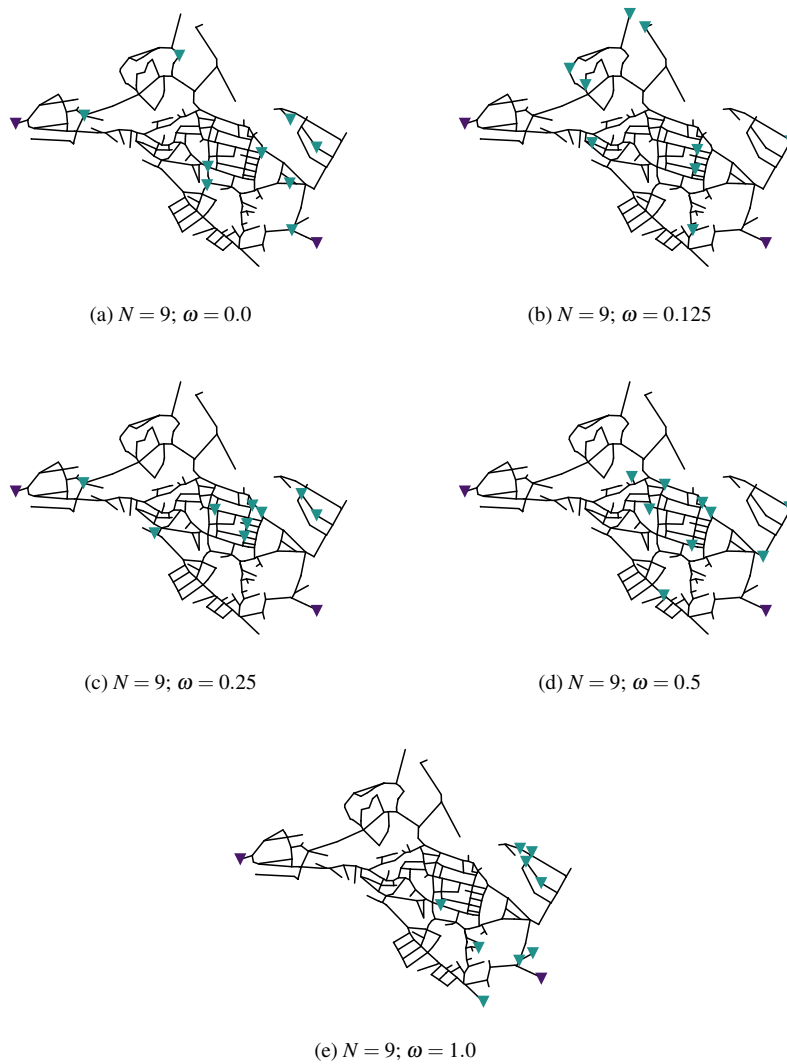 (a) N = 9; ω = 0.0
(b) N = 9; ω = 0.125
(c) N = 9; ω = 0.25
(d) N = 9; ω = 0.5
(e) N = 9; ω = 1.0